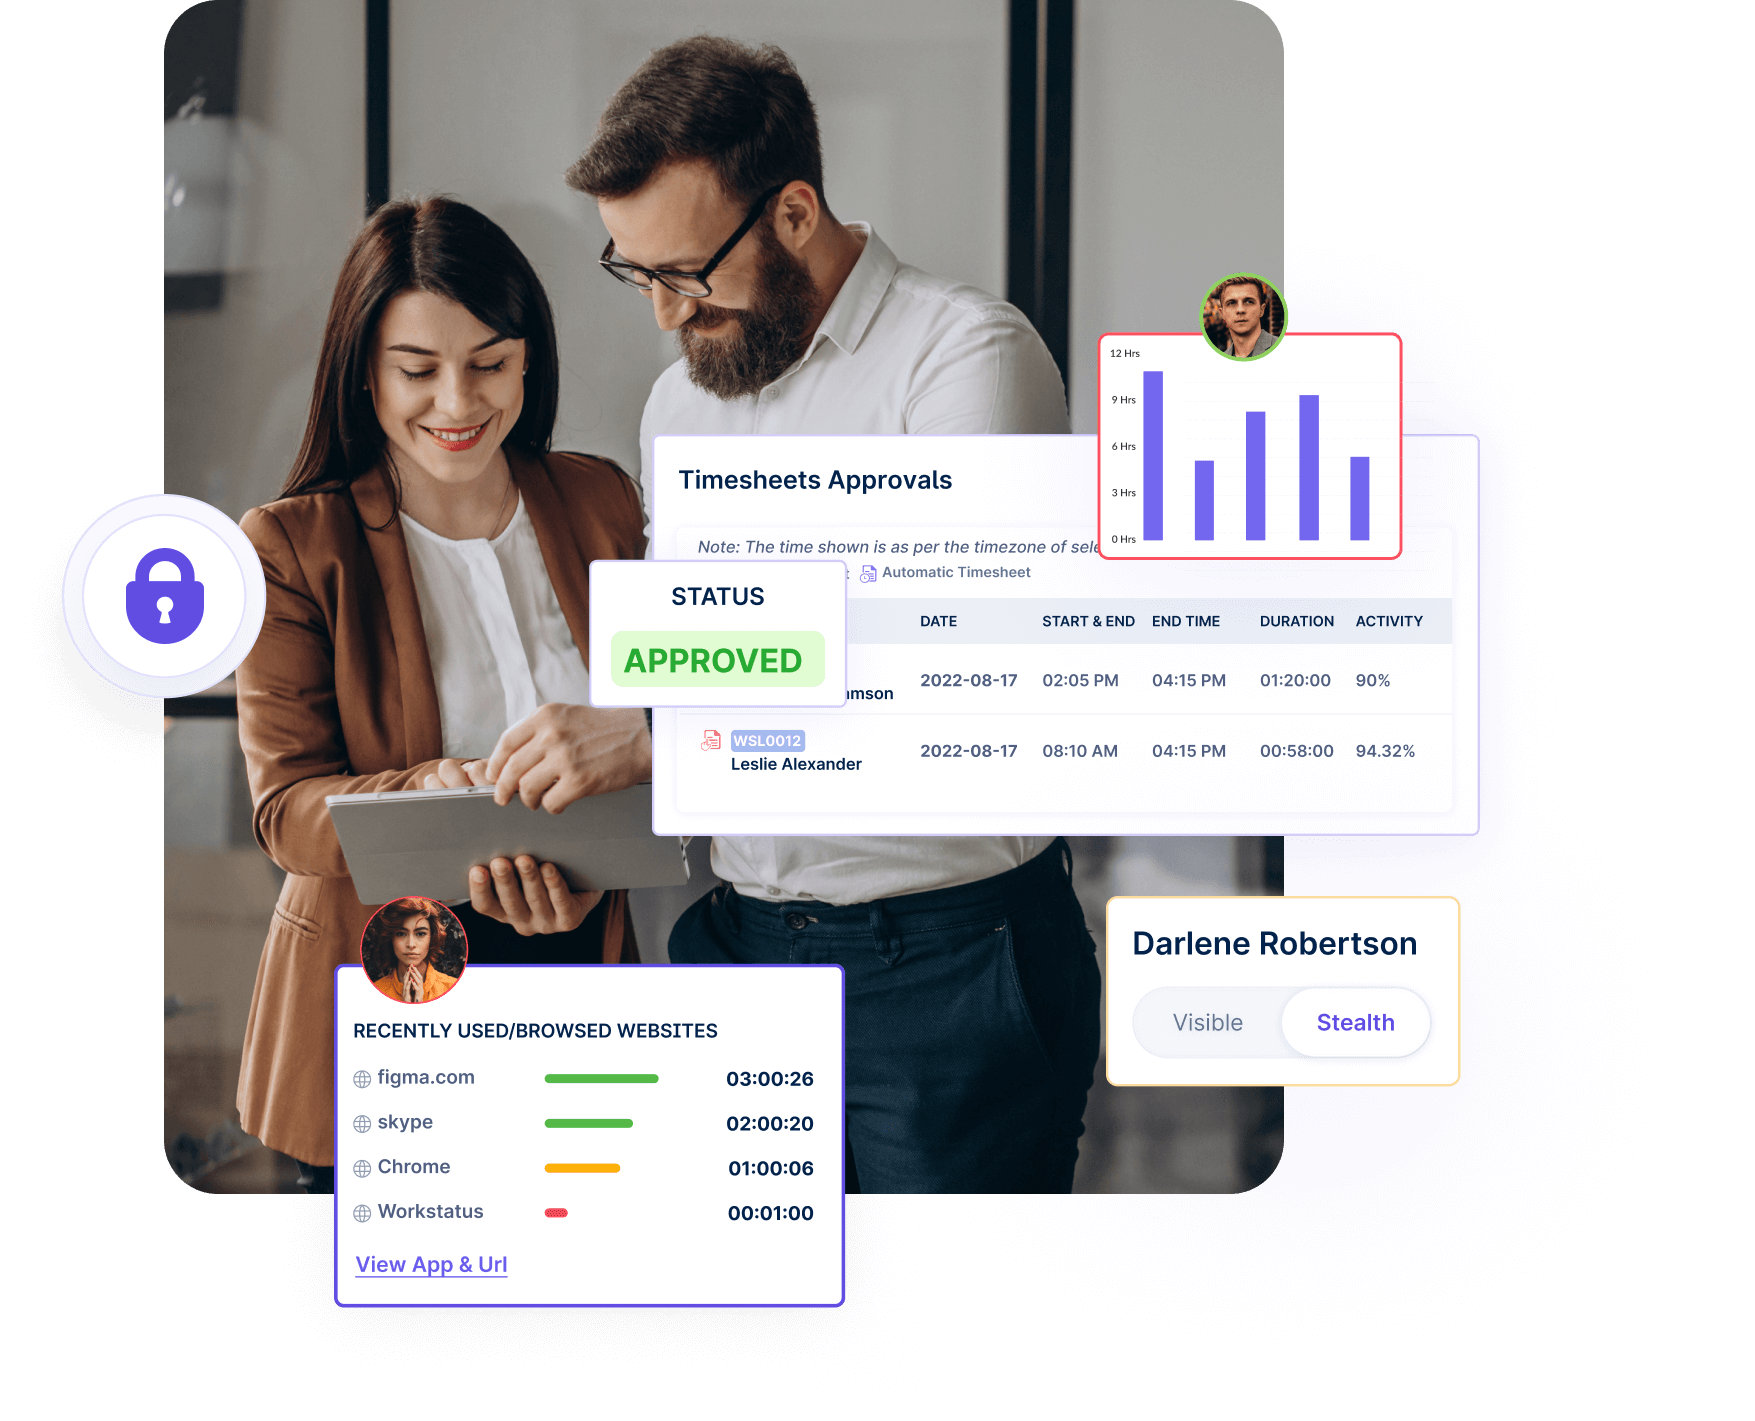 12 Hrs
9 Hrs
6 Hrs
3 Hrs
0 Hrs
Timesheets Approvals
Note: The time shown is as per the timezone of
: Automatic Timesheet
STATUS
APPROVED
DATE START & END END TIME DURATION ACTIVITY
2022-08-17 02:05 PM 04:15 PM 01:20:00 90%
WSL0012
Leslie Alexander
2022-08-17 08:10 AM 04:15 PM 00:58:00 94.32%
Darlene Robertson
Visible Stealth
RECENTLY USED/BROWSED WEBSITES
figma.com 03:00:26
skype 02:00:20
Chrome 01:00:06
Workstatus 00:01:00
View App & Url